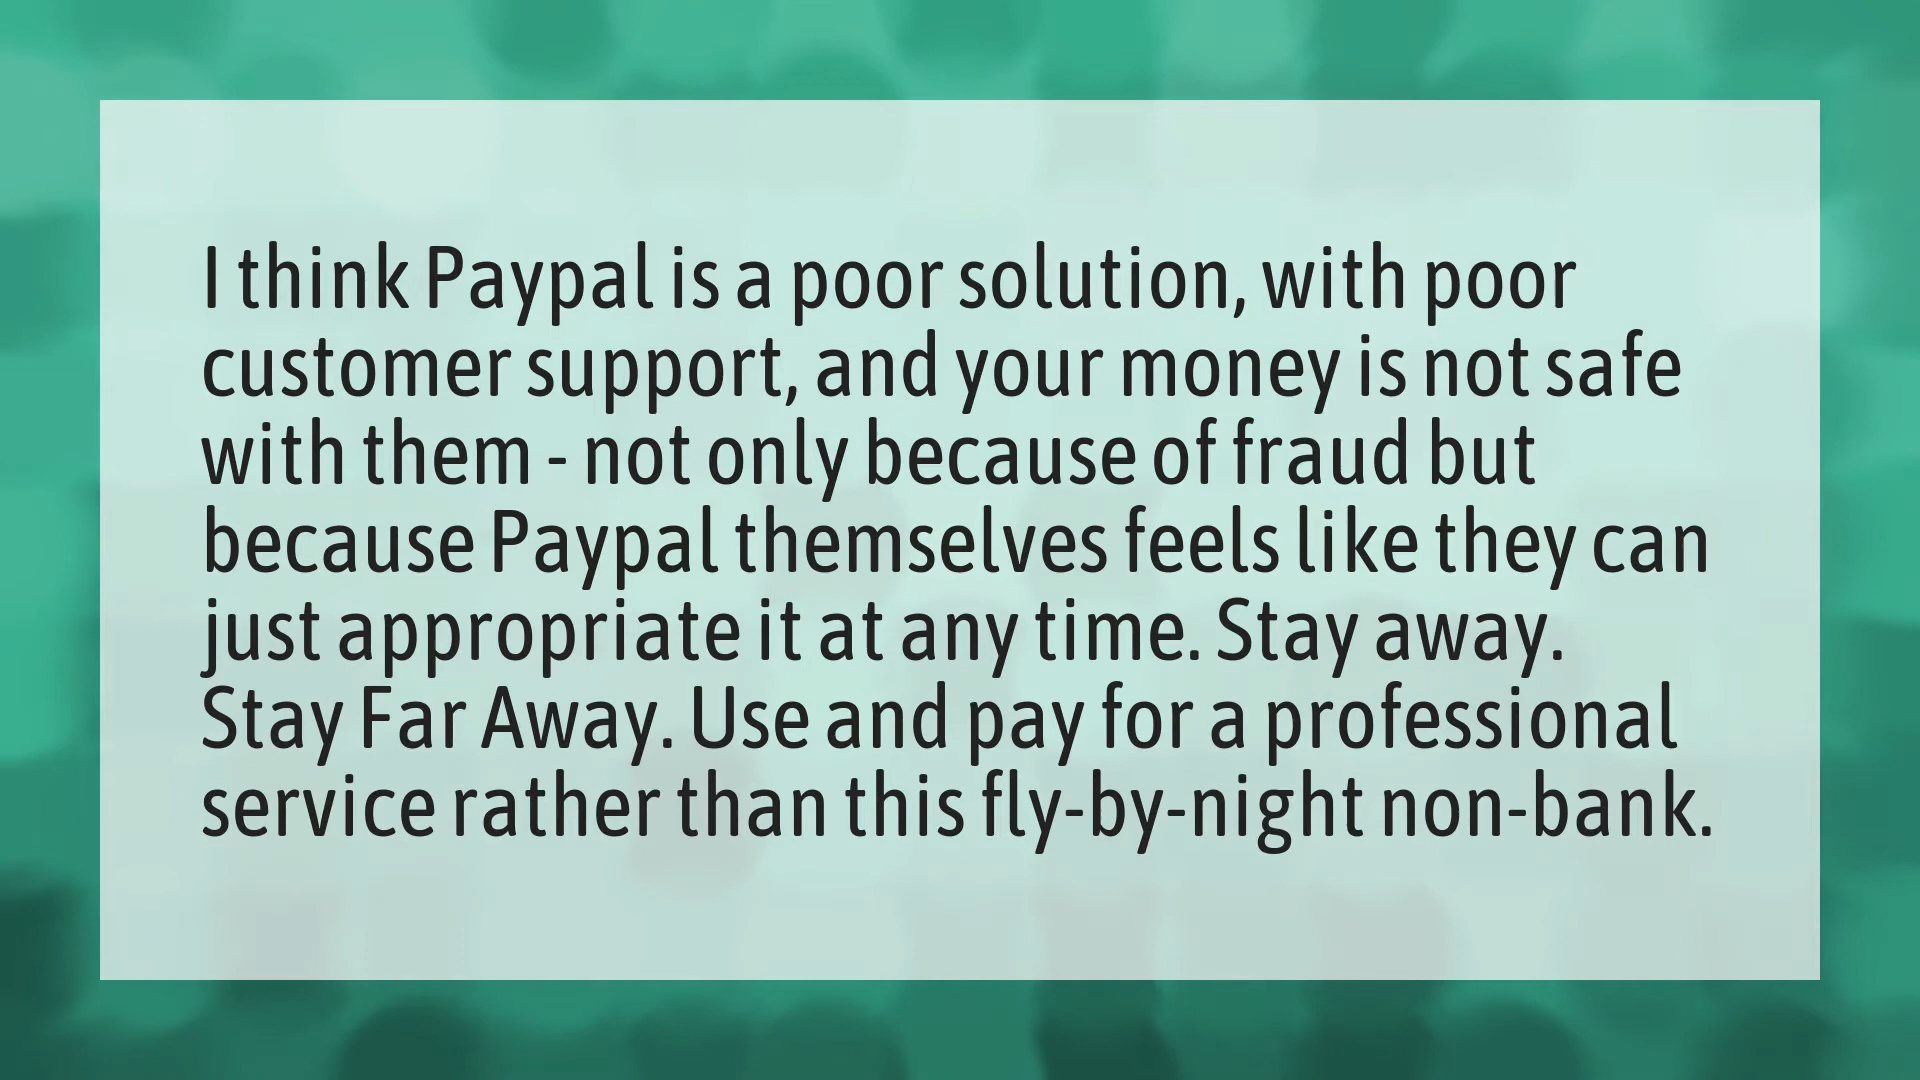 I think Paypal is a poor solution, with poor
customer support, and your money is not safe
with them - not only because of fraud but
because Paypal themselves feels like they can
just appropriate it at any time. Stay away.
Stay Far Away. Use and pay for a professional
service rather than this fly-by-night non-bank.